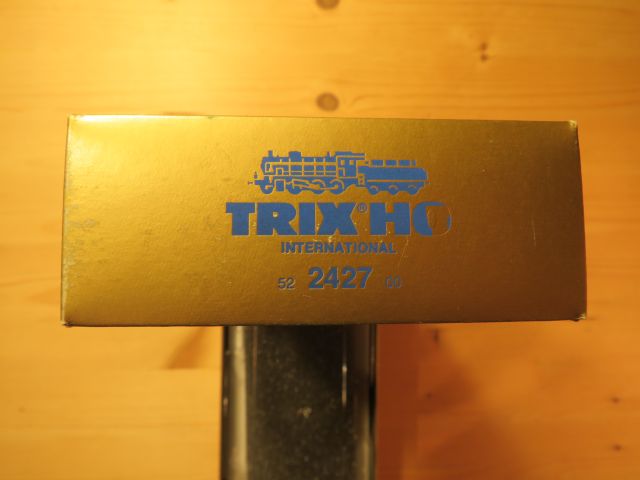 TRIX® HO
INTERNATIONAL
52 2427 00